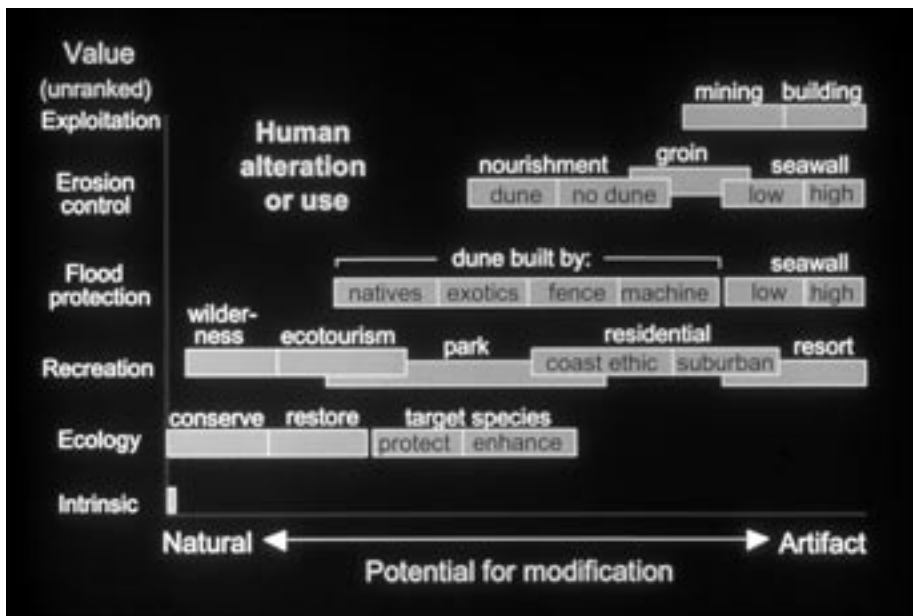 Value
(unranked)
Exploitation
mining building
Human
alteration
or use
Erosion
control
nourishment groin seawall
dune no dune low high
Flood
protection
dune built by: seawall
natives exotics fence machine low high
wilder-
ness ecotourism park residential resort
Recreation coast ethic suburban
conserve restore target species
Ecology protect enhance
Intrinsic
Natural Artifact
Potential for modification